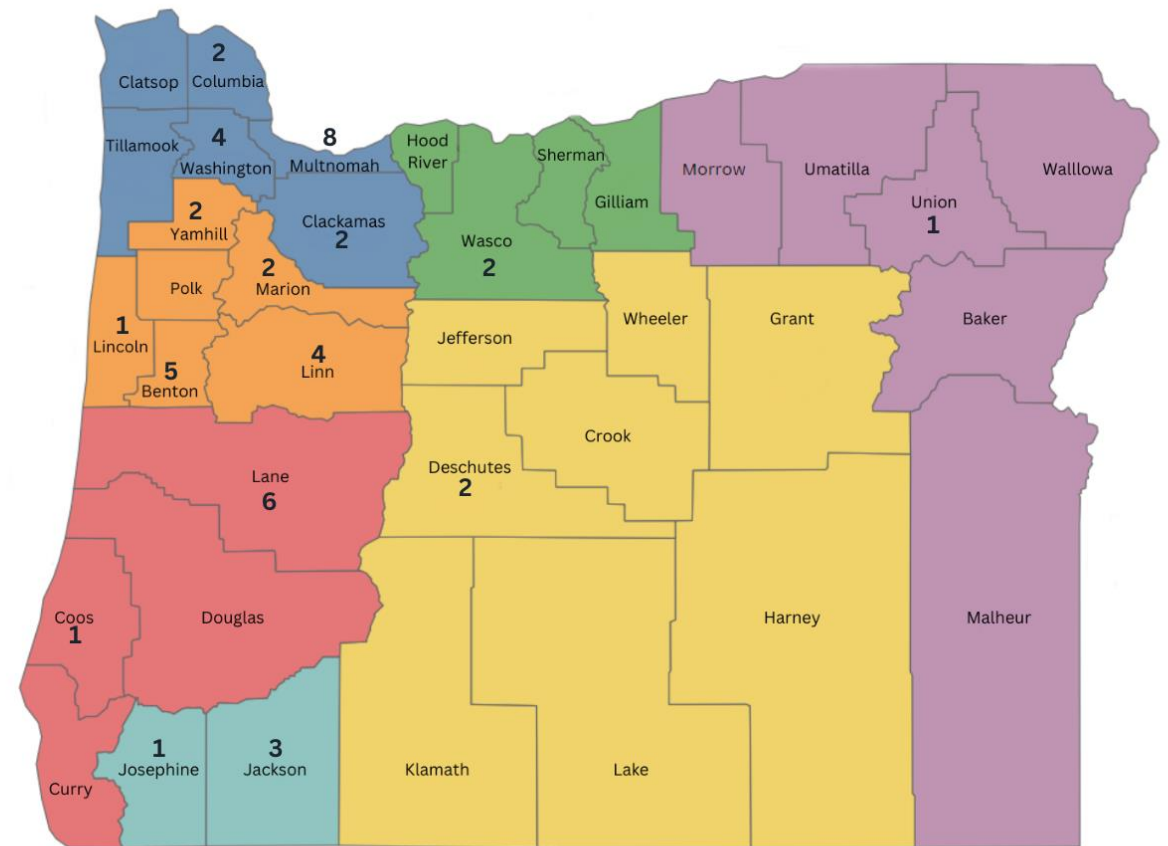 2
Clatsop
Columbia
8
4
Tillamook
Washington
Multnomah
Hood
River
Sherman
Morrow
Umatilla
Walllowa
2
Yamhill
Clackamas
2
Gilliam
Union
1
Wasco
2
2
Marion
Polk
1
Lincoln
5
Benton
4
Linn
Jefferson
Wheeler
Grant
Baker
Crook
Lane
6
Deschutes
2
Coos
1
Douglas
Harney
Malheur
1
Josephine
3
Jackson
Curry
Klamath
Lake